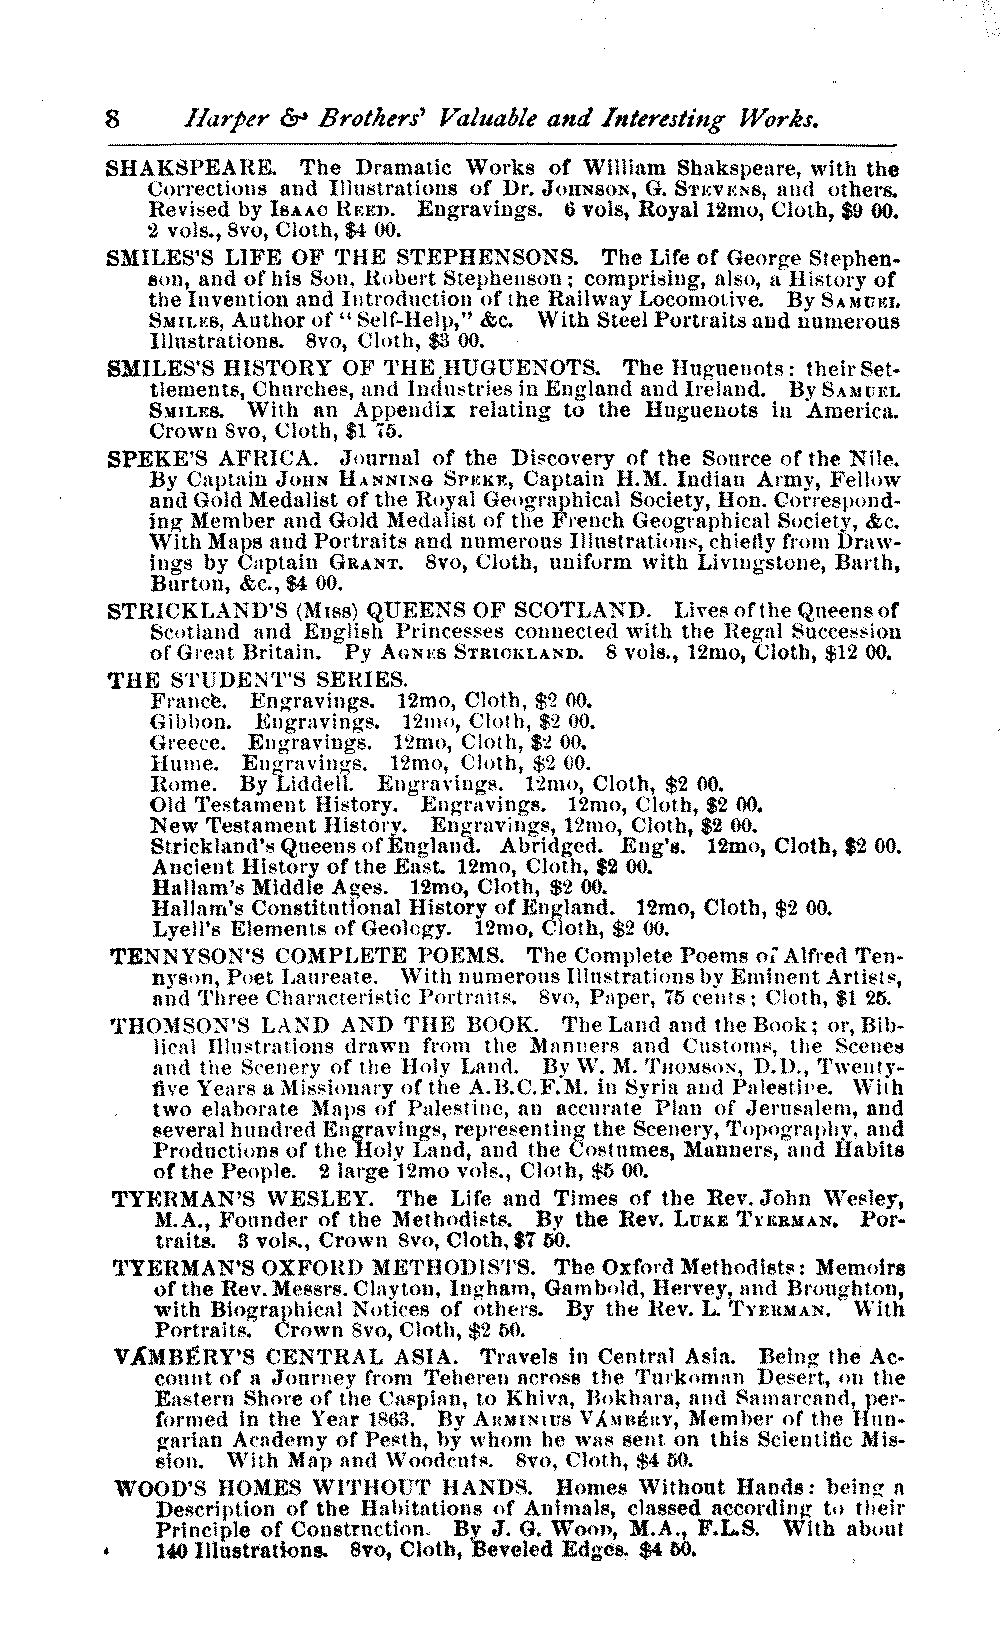 8 Harper & Brothers' Valuable and Interesting Works.
SHAKSPEARE. The Dramatic Works of William Shakspeare, with the
Corrections and Illustrations of Dr. JOHNSON, G. STEVENS, and others.
Revised by ISAAC REED. Engravings. 6 vols, Royal 12mo, Cloth, $9 00.
2 vols., 8vo, Cloth, $4 00.
SMILES'S LIFE OF THE STEPHENSONS. The Life of George Stephen-
son, and of his Son, Robert Stephenson; comprising, also, a History of
the Invention and Introduction of the Railway Locomotive. By SAMUEL
SMILES, Author of "Self-Help," &c. With Steel Portraits and numerous
Illustrations. 8vo, Cloth, $3 00.
SMILES'S HISTORY OF THE HUGUENOTS. The Huguenots: their Set-
tlements, Churches, and Industries in England and Ireland. By SAMUEL
SMILES. With an Appendix relating to the Huguenots in America.
Crown 8vo, Cloth, $1 75.
SPEKE'S AFRICA. Journal of the Discovery of the Source of the Nile.
By Captain JOHN HANNING SPEKE, Captain H.M. Indian Army, Fellow
and Gold Medalist of the Royal Geographical Society, Hon. Correspond-
ing Member and Gold Medalist of the French Geographical Society, &c.
With Maps and Portraits and numerous Illustrations, chiefly from Draw-
ings by Captain GRANT. 8vo, Cloth, uniform with Livingstone, Barth,
Burton, &c., $4 00.
STRICKLAND'S (MISS) QUEENS OF SCOTLAND. Lives of the Queens of
Scotland and English Princesses connected with the Regal Succession
of Great Britain. Py AGNES STRICKLAND. 8 vols., 12mo, Cloth, $12 00.
THE STUDENT'S SERIES.
France. Engravings. 12mo, Cloth, $2 00.
Gibbon. Engravings. 12mo, Cloth, $2 00.
Greece. Engravings. 12mo, Cloth, $2 00.
Hume. Engravings. 12mo, Cloth, $2 00.
Rome. By Liddell. Engravings. 12mo, Cloth, $2 00.
Old Testament History. Engravings. 12mo, Cloth, $2 00.
New Testament History. Engravings, 12mo, Cloth, $2 00.
Strickland's Queens of England. Abridged. Eng's. 12mo, Cloth, $2 00.
Ancient History of the East. 12mo, Cloth, $2 00.
Hallam's Middle Ages. 12mo, Cloth, $2 00.
Hallam's Constitutional History of England. 12mo, Cloth, $2 00.
Lyell's Elements of Geology. 12mo, Cloth, $2 00.
TENNYSON'S COMPLETE POEMS. The Complete Poems of Alfred Ten-
nyson, Poet Laureate. With numerous Illustrations by Eminent Artists,
and Three Characteristic Portraits. 8vo, Paper, 75 cents; Cloth, $1 25.
THOMSON'S LAND AND THE BOOK. The Land and the Book; or, Bib-
lical Illustrations drawn from the Manners and Customs, the Scenes
and the Scenery of the Holy Land. By W. M. THOMSON, D.D., Twenty-
five Years a Missionary of the A.B.C.F.M. in Syria and Palestine. With
two elaborate Maps of Palestine, an accurate Plan of Jerusalem, and
several hundred Engravings, representing the Scenery, Topography, and
Productions of the Holy Land, and the Costumes, Manners, and Habits
of the People. 2 large 12mo vols., Cloth, $5 00.
TYERMAN'S WESLEY. The Life and Times of the Rev. John Wesley,
M.A., Founder of the Methodists. By the Rev. LUKE TYERMAN. Por-
traits. 3 vols., Crown 8vo, Cloth, $7 50.
TYERMAN'S OXFORD METHODISTS. The Oxford Methodists: Memoirs
of the Rev. Messrs. Clayton, Ingham, Gambold, Hervey, and Broughton,
with Biographical Notices of others. By the Rev. L. TYERMAN. With
Portraits. Crown 8vo, Cloth, $2 50.
VÁMBÉRY'S CENTRAL ASIA. Travels in Central Asia. Being the Ac-
count of a Journey from Teheren across the Turkoman Desert, on the
Eastern Shore of the Caspian, to Khiva, Bokhara, and Samarcand, per-
formed in the Year 1863. By ARMINIUS VÁMBÉRY, Member of the Hun-
garian Academy of Pesth, by whom he was sent on this Scientific Mis-
sion. With Map and Woodcuts. 8vo, Cloth, $4 50.
WOOD'S HOMES WITHOUT HANDS. Homes Without Hands: being a
Description of the Habitations of Animals, classed according to their
Principle of Construction. By J. G. WOOD, M.A., F.L.S. With about
140 Illustrations. 8vo, Cloth, Beveled Edges. $4 50.